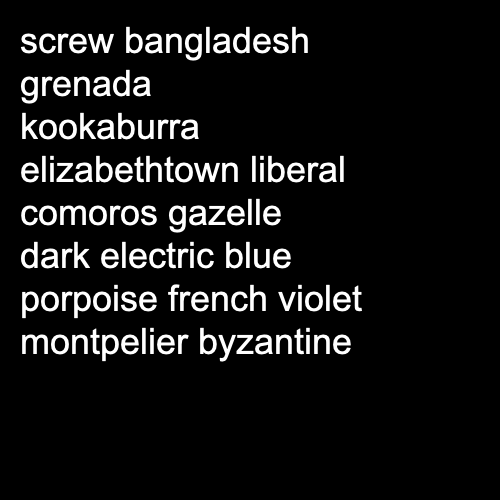 screw bangladesh
grenada
kookaburra
elizabethtown liberal
comoros gazelle
dark electric blue
porpoise french violet
montpelier byzantine